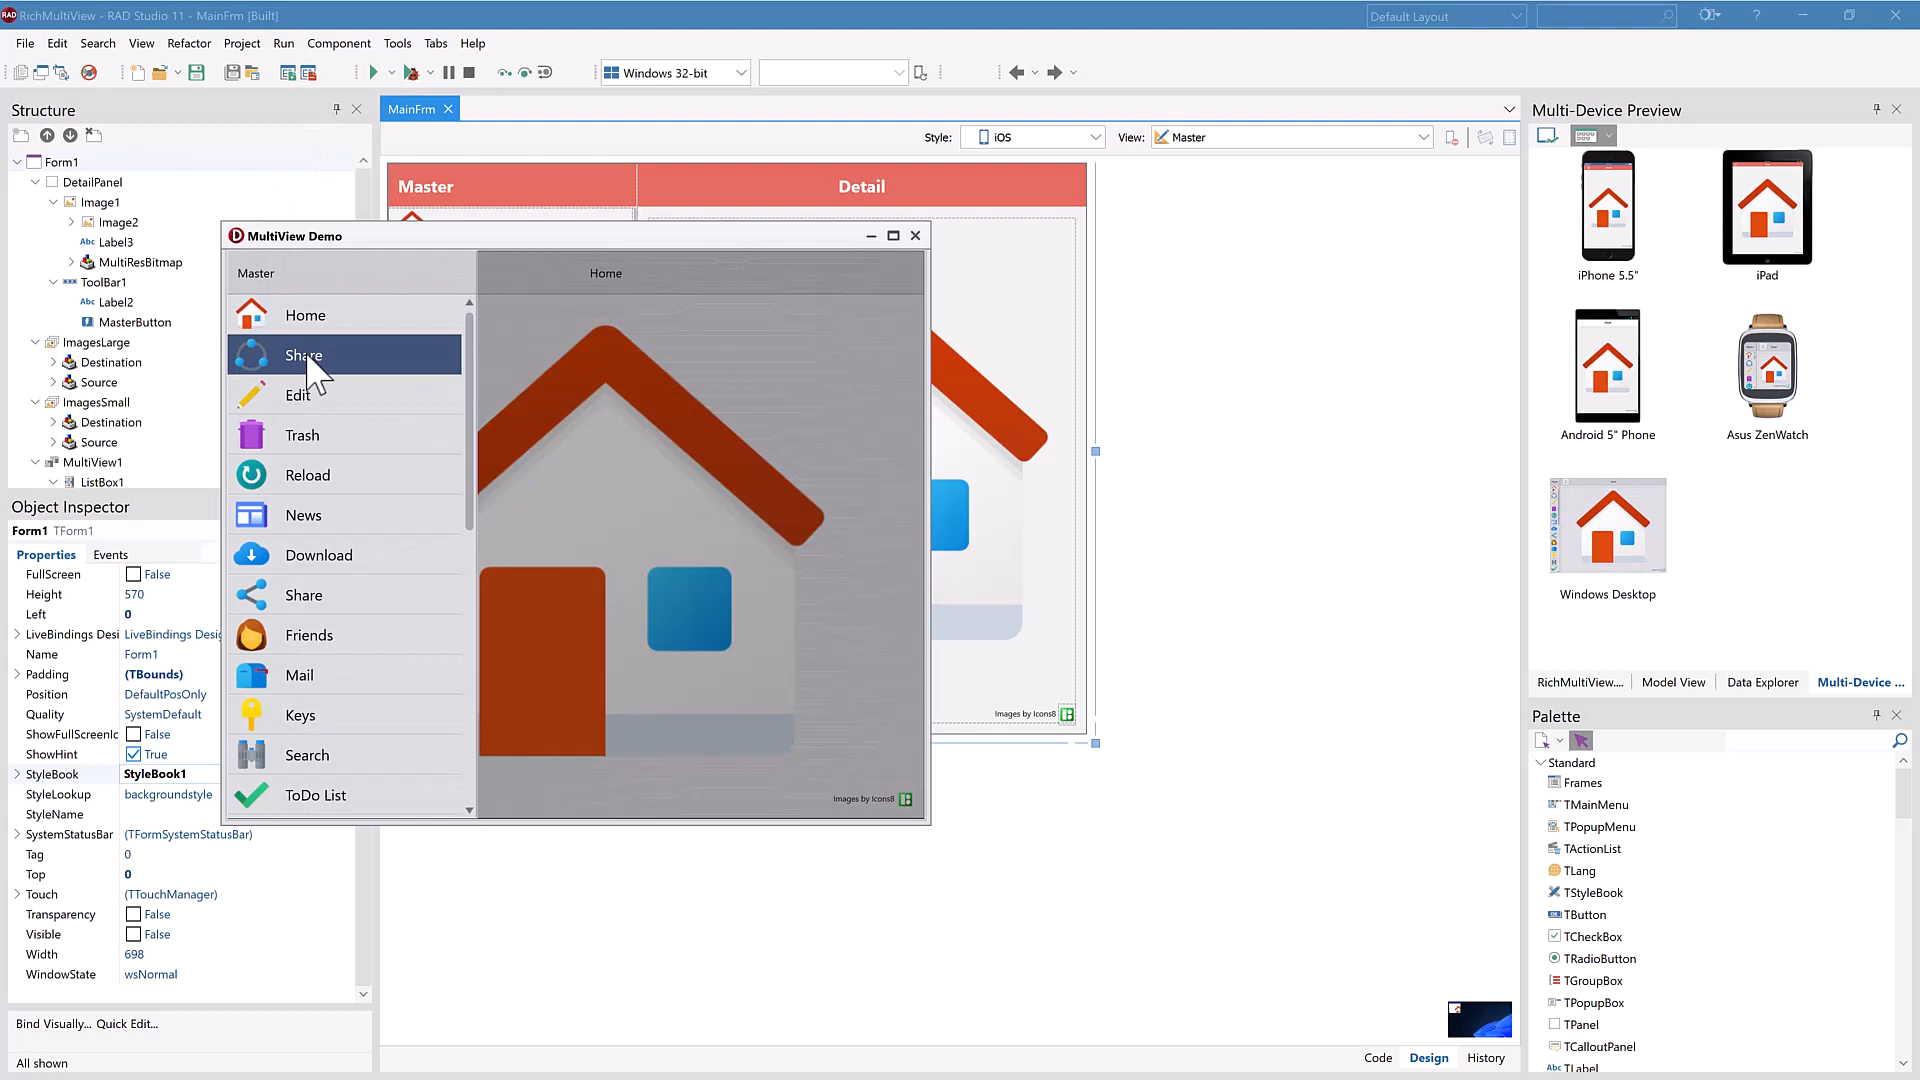 RichMultiView - RAD Studio 11 - MainFrm [Built]
Default Layout
File Edit Search View Refactor Project Run Component Tools Tabs Help
Windows 32-bit
Structure
Form1
DetailPanel
Image1
Image2
Label3
MultiResBitmap
ToolBar1
Label2
MasterButton
ImagesLarge
Destination
Source
ImagesSmall
Destination
Source
MultiView1
ListBox1
Object Inspector
Form1 TForm1
Properties Events
FullScreen False
Height 570
Left 0
LiveBindings Desi LiveBindings Desig
Name Form1
Padding (TBounds)
Position DefaultPosOnly
Quality SystemDefault
ShowFullScreenIc False
ShowHint True
StyleBook StyleBook1
StyleLookup backgroundstyle
StyleName
SystemStatusBar (TFormSystemStatusBar)
Tag 0
Top 0
Touch (TTouchManager)
Transparency False
Visible False
Width 698
WindowState wsNormal
Bind Visually... Quick Edit...
All shown
MainFrm
Style: iOS View: Master
Master Detail
Images by Icons8
MultiView Demo
Master Home
Home
Share
Edit
Trash
Reload
News
Download
Share
Friends
Mail
Keys
Search
ToDo List
Images by Icons8
Code Design History
Multi-Device Preview
iPhone 5.5"
iPad
Android 5" Phone
Asus ZenWatch
Windows Desktop
RichMultiView.... Model View Data Explorer Multi-Device ...
Palette
Standard
Frames
TMainMenu
TPopupMenu
TActionList
TLang
TStyleBook
TButton
TCheckBox
TRadioButton
TGroupBox
TPopupBox
TPanel
TCalloutPanel
TLabel